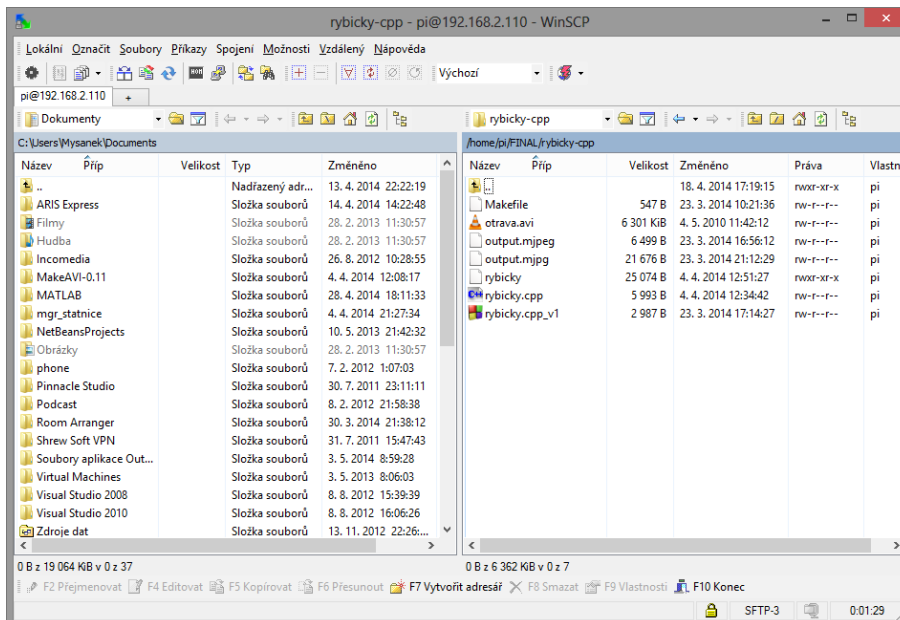 rybicky-cpp - pi@192.168.2.110 - WinSCP
Lokální Označit Soubory Příkazy Spojení Možnosti Vzdálený Nápověda
Výchozí
pi@192.168.2.110 +
Dokumenty rybicky-cpp
C:\Users\Mysanek\Documents /home/pi/FINAL/rybicky-cpp
Název Příp Velikost Typ Změněno Název Příp Velikost Změněno Práva Vlastn
.. Nadřazený adr... 13. 4. 2014 22:22:19 .. 18. 4. 2014 17:19:15 rwxr-xr-x pi
ARIS Express Složka souborů 14. 4. 2014 14:22:48 Makefile 547 B 23. 3. 2014 10:21:36 rw-r--r-- pi
Filmy Složka souborů 28. 2. 2013 11:30:57 otrava.avi 6 301 KiB 4. 5. 2010 11:42:12 rw-r--r-- pi
Hudba Složka souborů 28. 2. 2013 11:30:57 output.mjpeg 6 499 B 23. 3. 2014 16:56:12 rw-r--r-- pi
Incomedia Složka souborů 26. 8. 2012 10:28:55 output.mjpg 21 676 B 23. 3. 2014 21:12:29 rw-r--r-- pi
MakeAVI-0.11 Složka souborů 4. 4. 2014 12:08:17 rybicky 25 074 B 4. 4. 2014 12:51:27 rwxr-xr-x pi
MATLAB Složka souborů 28. 4. 2014 18:11:33 rybicky.cpp 5 993 B 4. 4. 2014 12:34:42 rw-r--r-- pi
mgr_statnice Složka souborů 4. 4. 2014 21:27:34 rybicky.cpp_v1 2 987 B 23. 3. 2014 17:14:27 rw-r--r-- pi
NetBeansProjects Složka souborů 10. 5. 2013 21:42:32
Obrázky Složka souborů 28. 2. 2013 11:30:57
phone Složka souborů 7. 2. 2012 1:07:03
Pinnacle Studio Složka souborů 30. 7. 2011 23:11:11
Podcast Složka souborů 8. 2. 2012 21:58:38
Room Arranger Složka souborů 30. 3. 2014 21:38:12
Shrew Soft VPN Složka souborů 31. 7. 2011 15:47:43
Soubory aplikace Out... Složka souborů 3. 5. 2014 8:59:28
Virtual Machines Složka souborů 3. 5. 2013 8:06:03
Visual Studio 2008 Složka souborů 8. 8. 2012 15:39:39
Visual Studio 2010 Složka souborů 8. 8. 2012 16:06:26
Zdroje dat Složka souborů 13. 11. 2012 22:26:...
0 B z 19 064 KiB v 0 z 37 0 B z 6 362 KiB v 0 z 7
F2 Přejmenovat F4 Editovat F5 Kopírovat F6 Přesunout F7 Vytvořit adresář F8 Smazat F9 Vlastnosti F10 Konec
SFTP-3 0:01:29